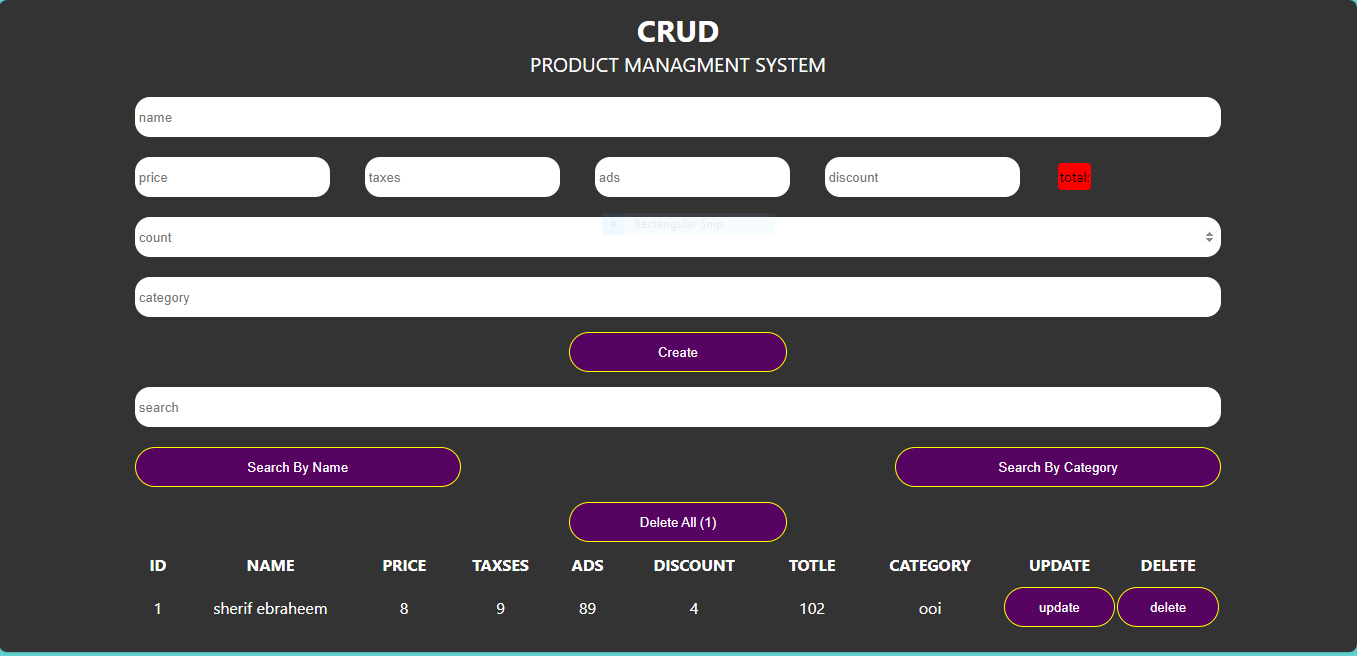 CRUD
PRODUCT MANAGMENT SYSTEM
name
price taxes ads discount total:
Rectangular Snip
count
category
Create
search
Search By Name Search By Category
Delete All (1)
ID NAME PRICE TAXSES ADS DISCOUNT TOTLE CATEGORY UPDATE DELETE
1 sherif ebraheem 8 9 89 4 102 ooi update delete